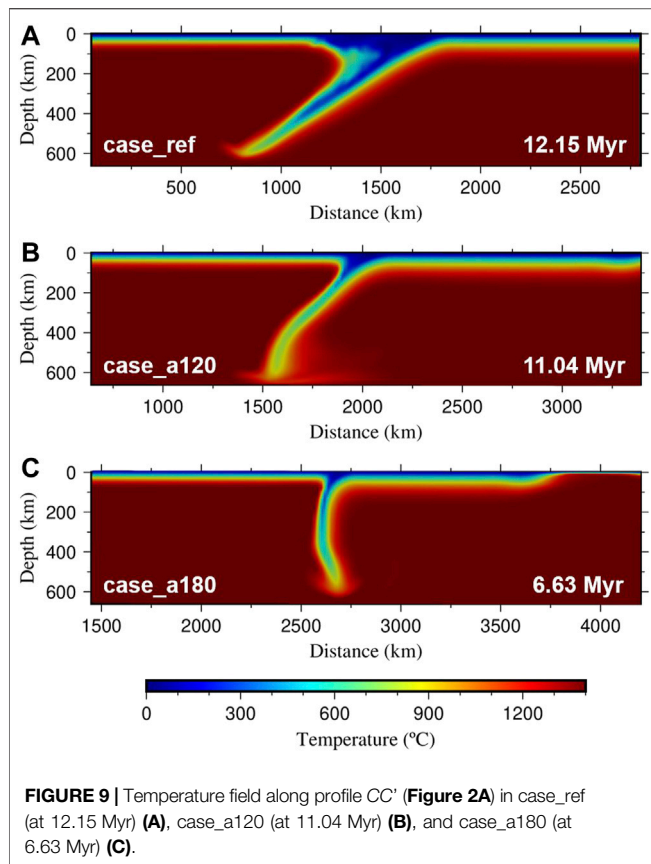 A
0
200
400
600
Depth (km)
case_ref
12.15 Myr
500 1000 1500 2000 2500
Distance (km)
B
0
200
400
600
Depth (km)
case_a120
11.04 Myr
1000 1500 2000 2500 3000
Distance (km)
C
0
200
400
600
Depth (km)
case_a180
6.63 Myr
1500 2000 2500 3000 3500 4000
Distance (km)
0 300 600 900 1200
Temperature (ºC)
FIGURE 9 | Temperature field along profile CC’ (Figure 2A) in case_ref
(at 12.15 Myr) (A), case_a120 (at 11.04 Myr) (B), and case_a180 (at
6.63 Myr) (C).